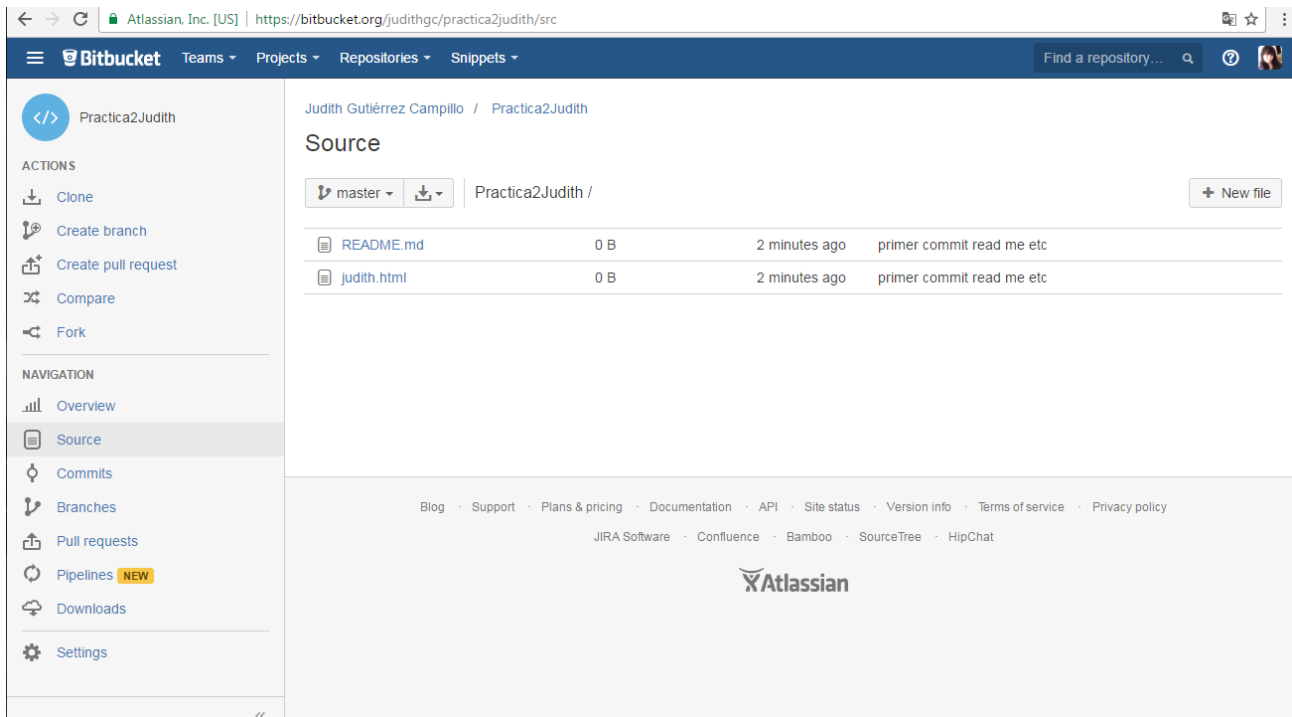 Atlassian, Inc. [US] | https://bitbucket.org/judithgc/practica2judith/src
Bitbucket Teams Projects Repositories Snippets Find a repository...
Practica2Judith
ACTIONS
Clone
Create branch
Create pull request
Compare
Fork
NAVIGATION
Overview
Source
Commits
Branches
Pull requests
Pipelines NEW
Downloads
Settings
Judith Gutiérrez Campillo / Practica2Judith
Source
master Practica2Judith / + New file
README.md 0 B 2 minutes ago primer commit read me etc
judith.html 0 B 2 minutes ago primer commit read me etc
Blog · Support · Plans & pricing · Documentation · API · Site status · Version info · Terms of service · Privacy policy
JIRA Software · Confluence · Bamboo · SourceTree · HipChat
Atlassian